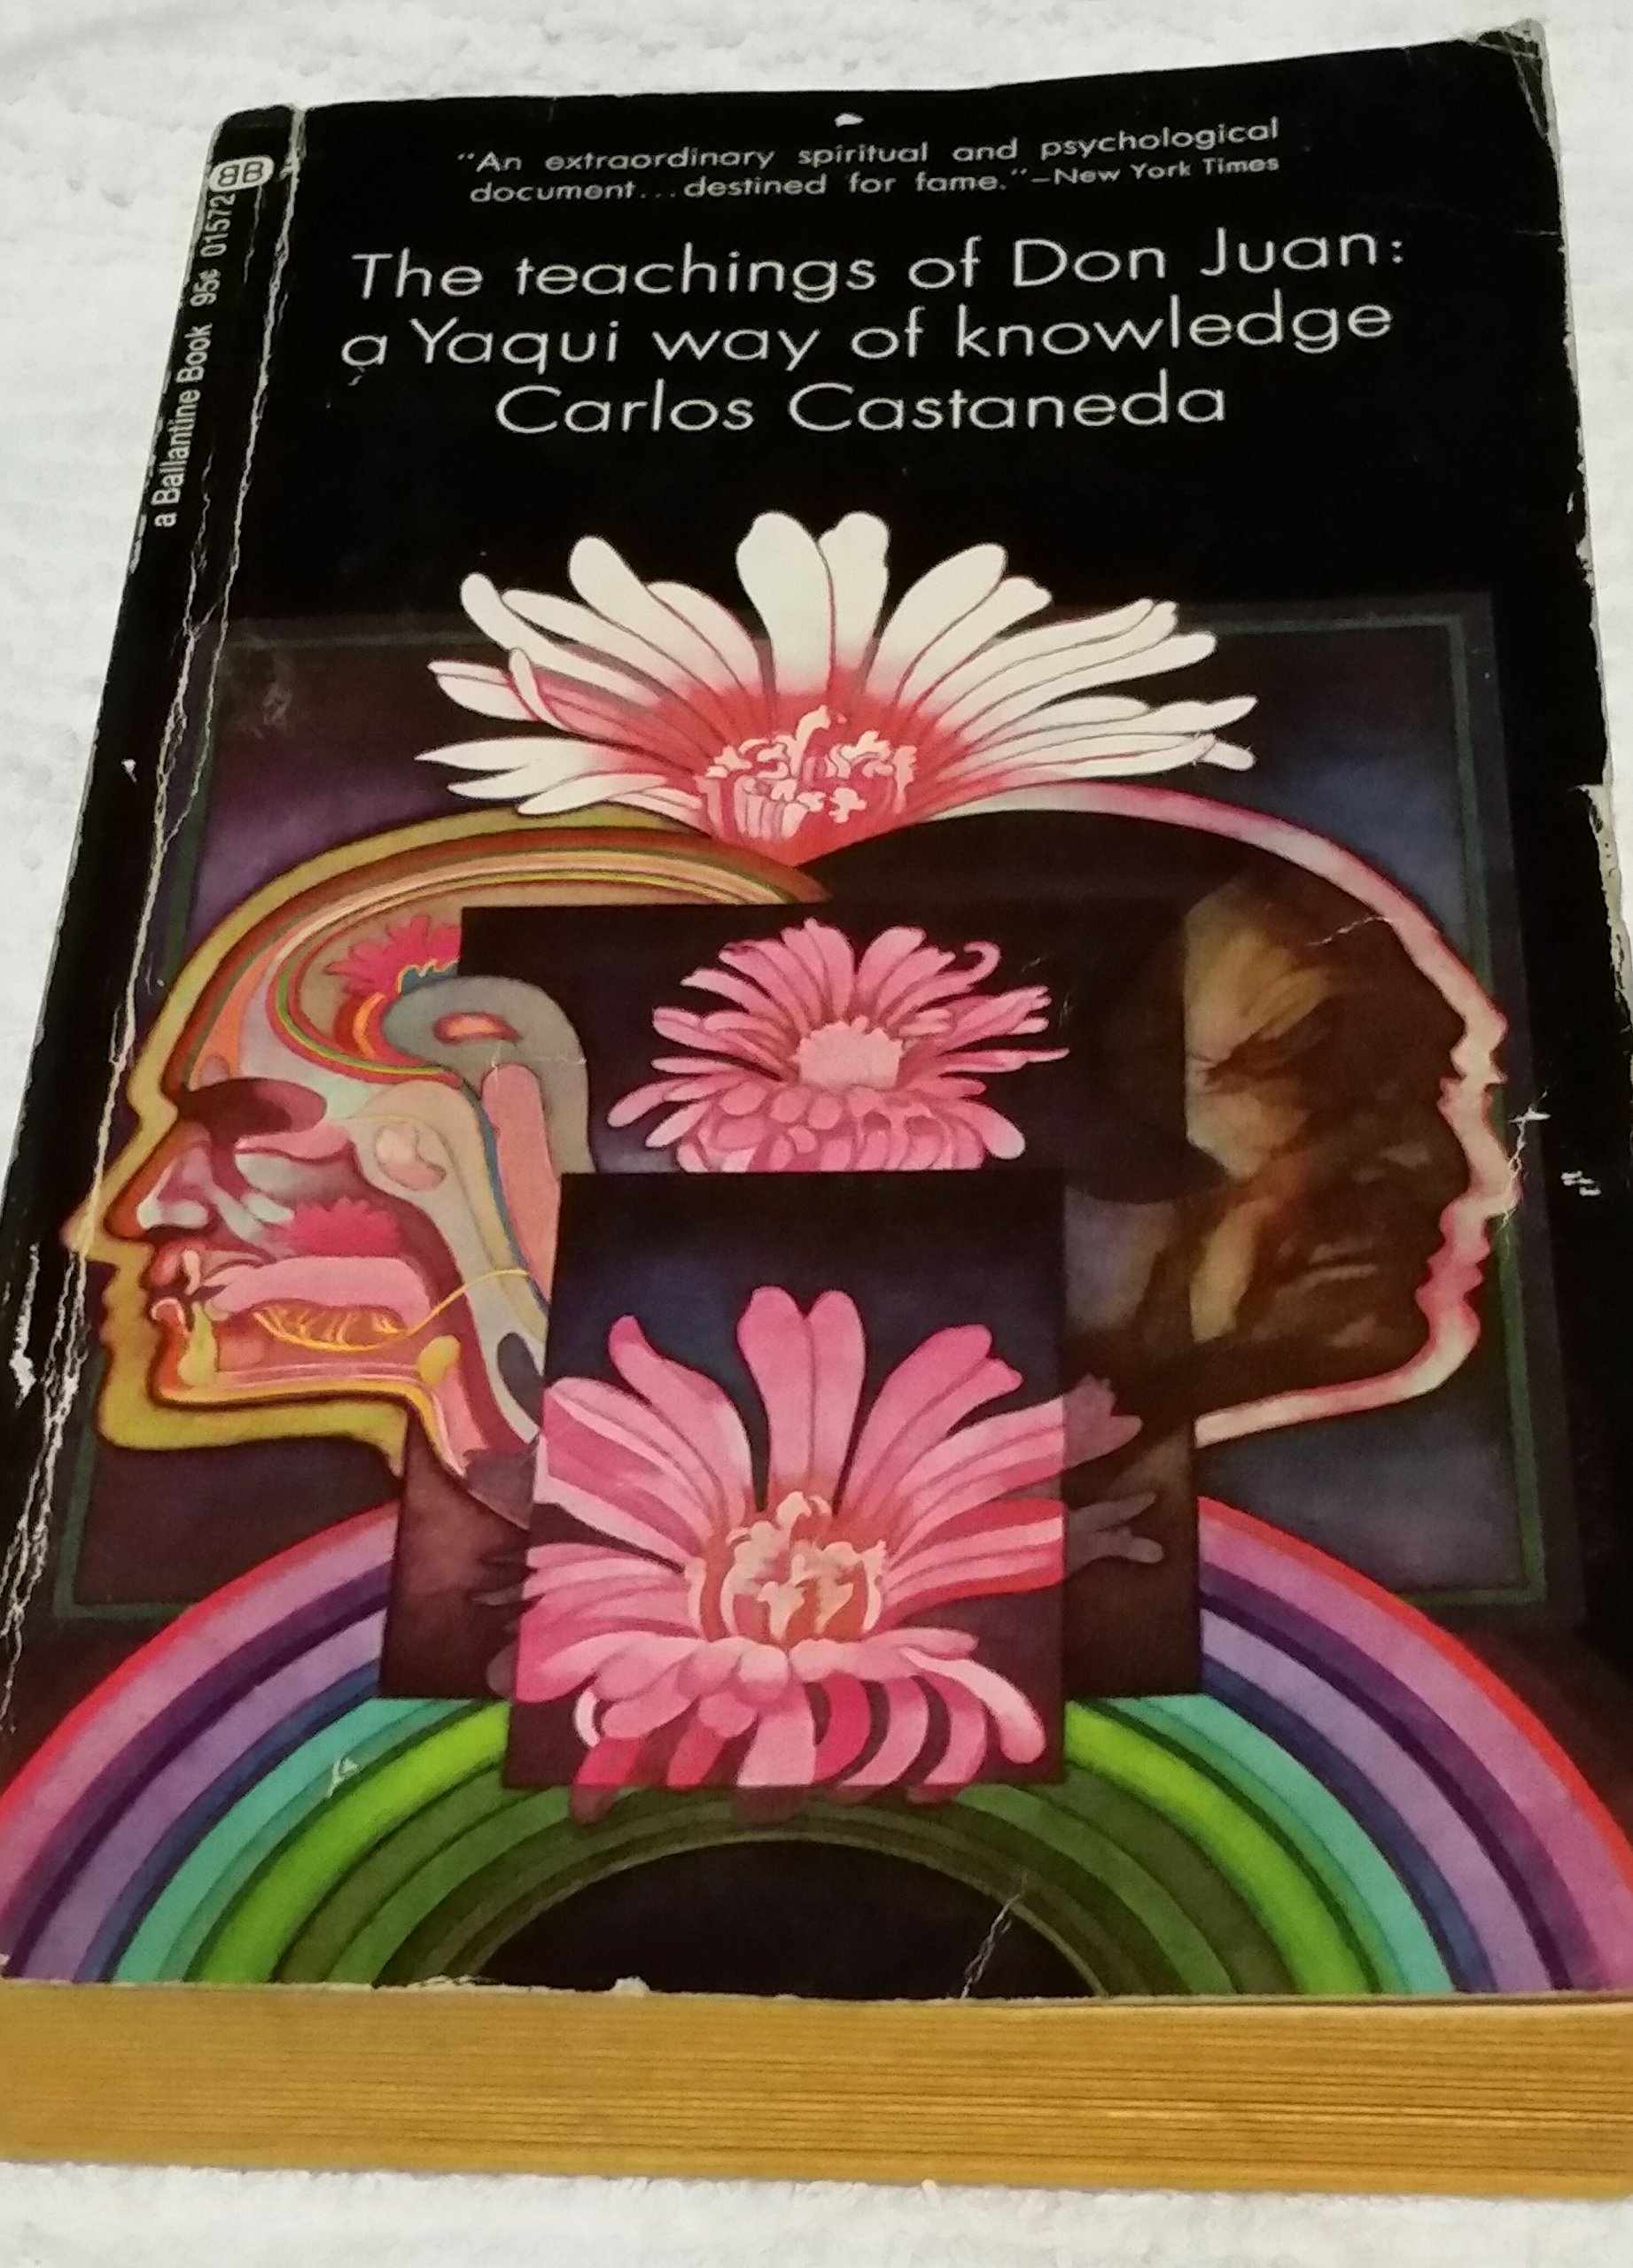 "An extraordinary spiritual and psychological
document...destined for fame."–New York Times
The teachings of Don Juan:
a Yaqui way of knowledge
Carlos Castaneda
BB
a Ballantine Book 95¢ 01572